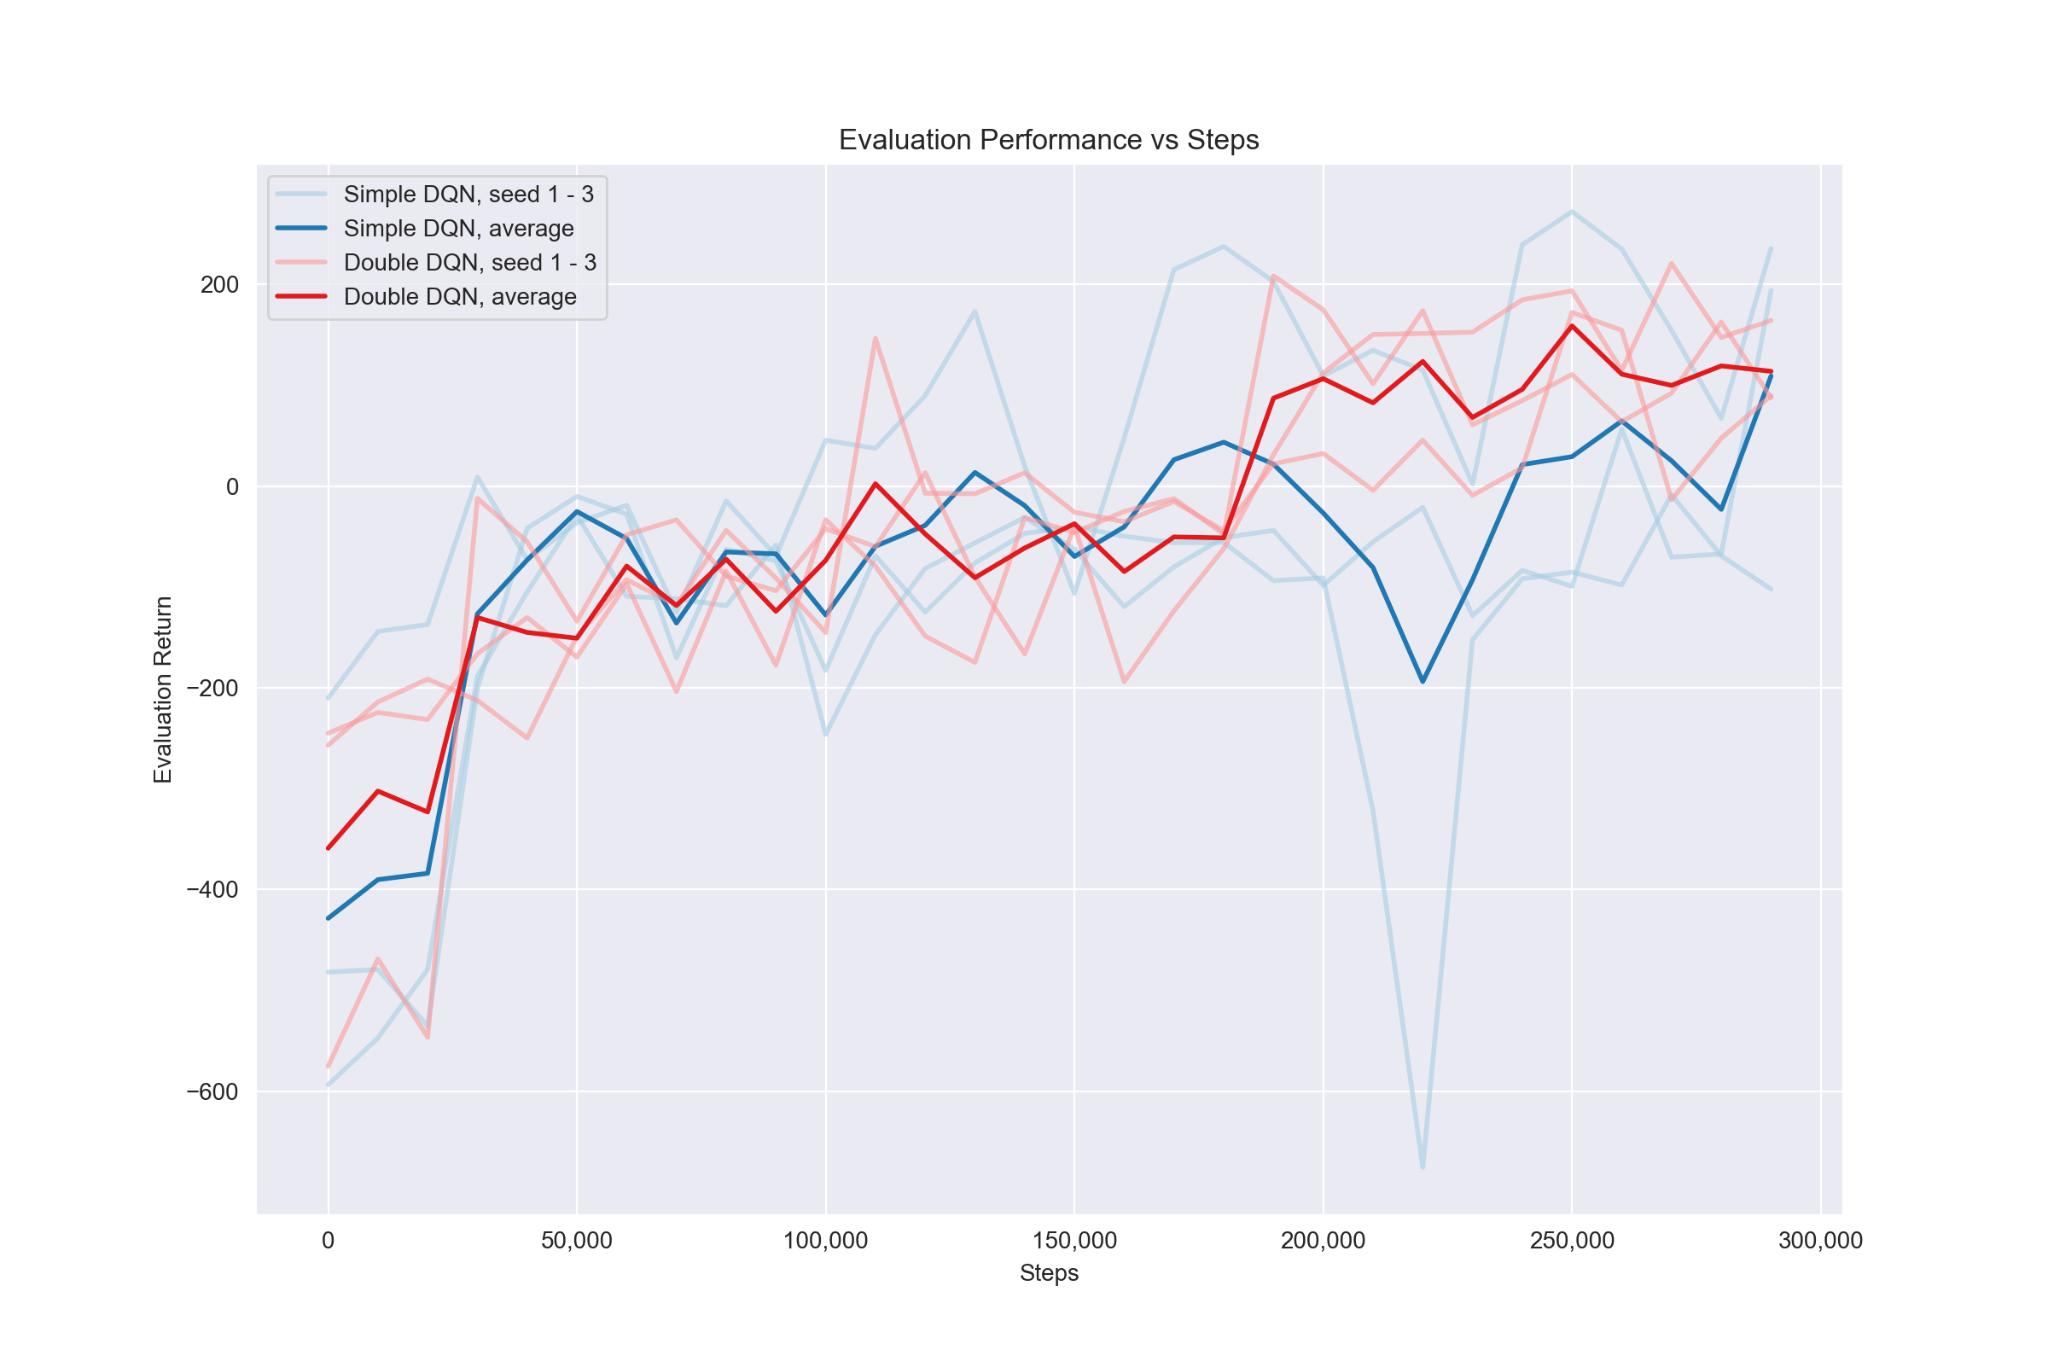 Evaluation Performance vs Steps
Simple DQN, seed 1 - 3
Simple DQN, average
Double DQN, seed 1 - 3
Double DQN, average
Evaluation Return
200
0
−200
−400
−600
0
50,000
100,000
150,000
200,000
250,000
300,000
Steps